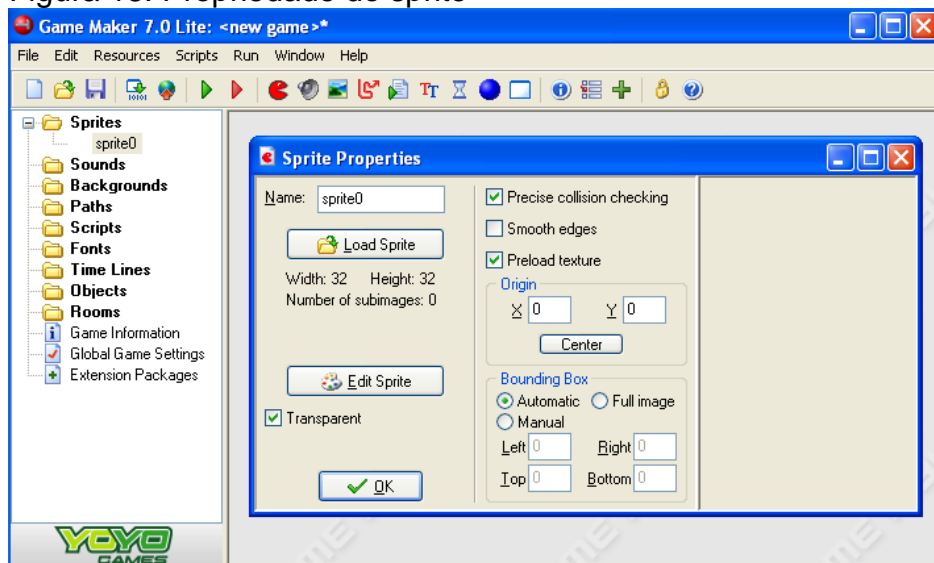 Game Maker 7.0 Lite: <new game>*
File Edit Resources Scripts Run Window Help
Sprites
sprite0
Sounds
Backgrounds
Paths
Scripts
Fonts
Time Lines
Objects
Rooms
Game Information
Global Game Settings
Extension Packages
YOYO
GAMES
Sprite Properties
Name: sprite0
Load Sprite
Width: 32 Height: 32
Number of subimages: 0
Edit Sprite
Transparent
OK
Precise collision checking
Smooth edges
Preload texture
Origin
X 0 Y 0
Center
Bounding Box
Automatic Full image
Manual
Left 0 Right 0
Top 0 Bottom 0